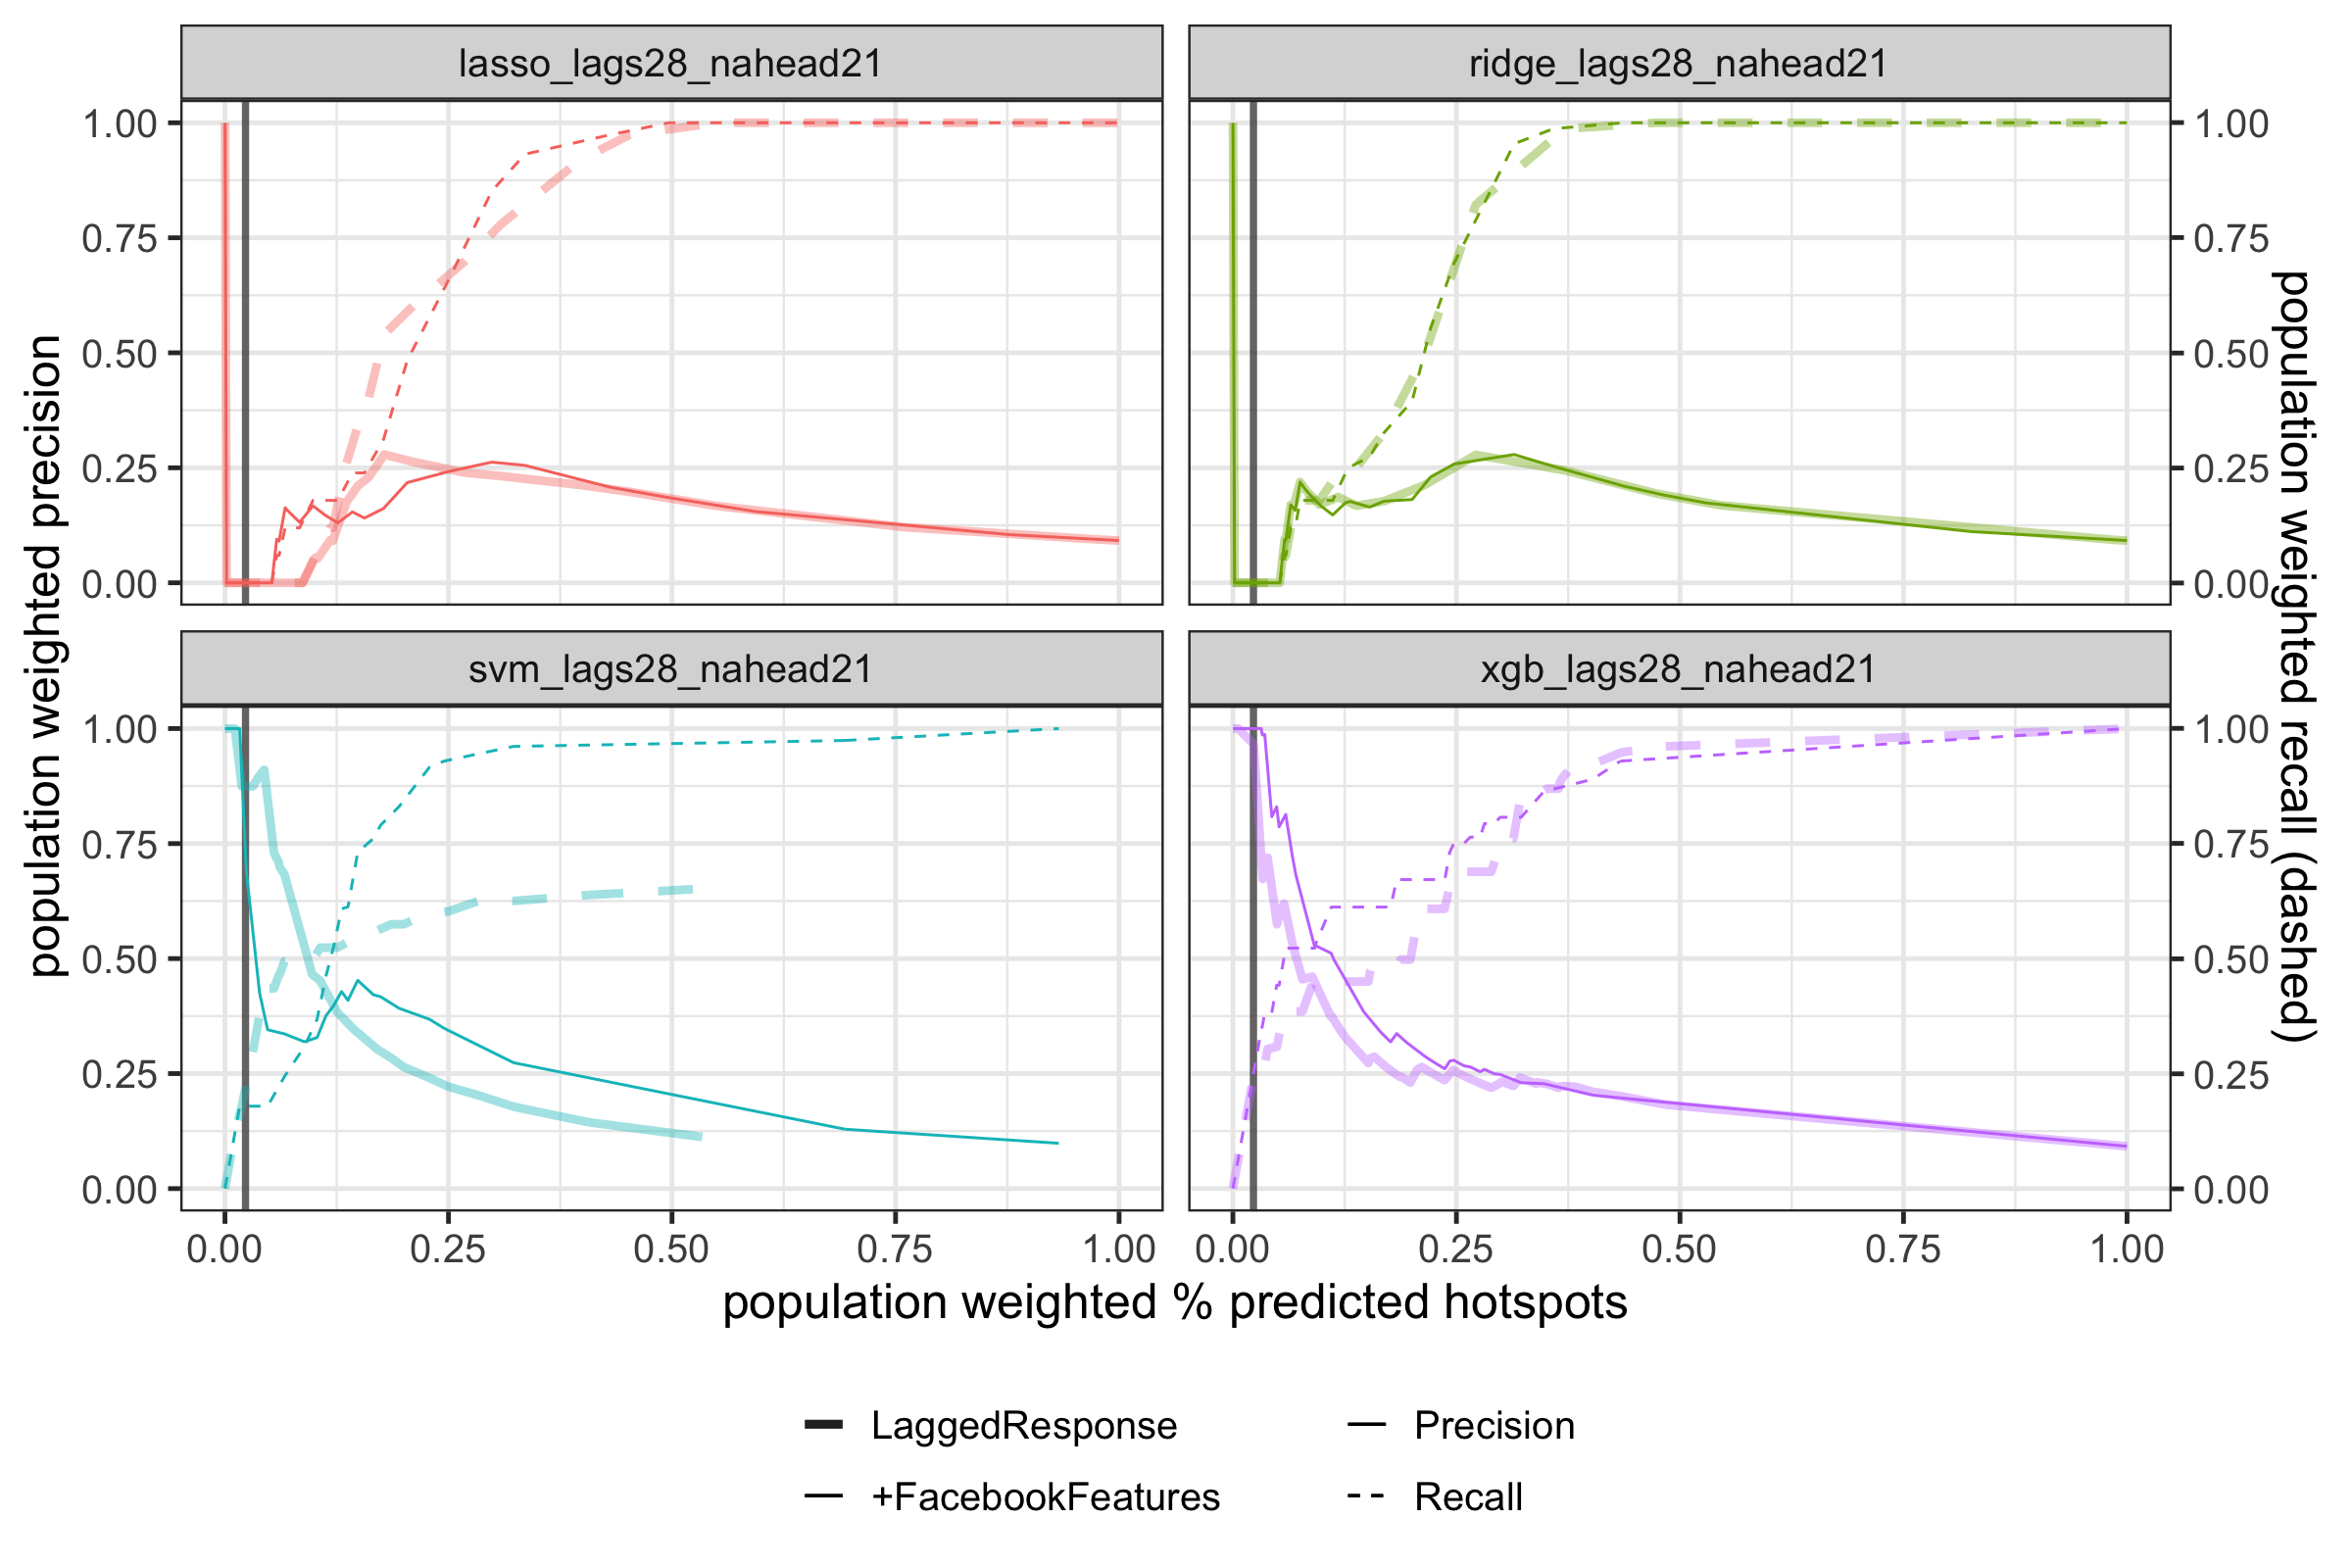 lasso_lags28_nahead21
ridge_lags28_nahead21
1.00
0.75
0.50
0.25
0.00
1.00
0.75
0.50
0.25
0.00
svm_lags28_nahead21
xgb_lags28_nahead21
1.00
0.75
0.50
0.25
0.00
1.00
0.75
0.50
0.25
0.00
population weighted precision
population weighted recall (dashed)
0.00 0.25 0.50 0.75 1.00
0.00 0.25 0.50 0.75 1.00
population weighted % predicted hotspots
LaggedResponse
+FacebookFeatures
Precision
Recall